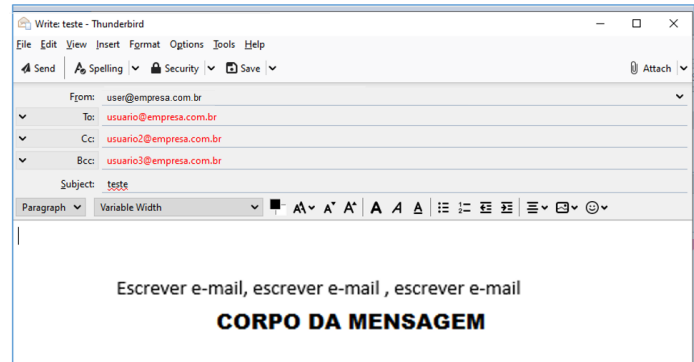 Write: teste - Thunderbird
File Edit View Insert Format Options Tools Help
Send Spelling Security Save Attach
From: user@empresa.com.br
To: usuario@empresa.com.br
Cc: usuario2@empresa.com.br
Bcc: usuario3@empresa.com.br
Subject: teste
Paragraph Variable Width
Escrever e-mail, escrever e-mail , escrever e-mail
CORPO DA MENSAGEM